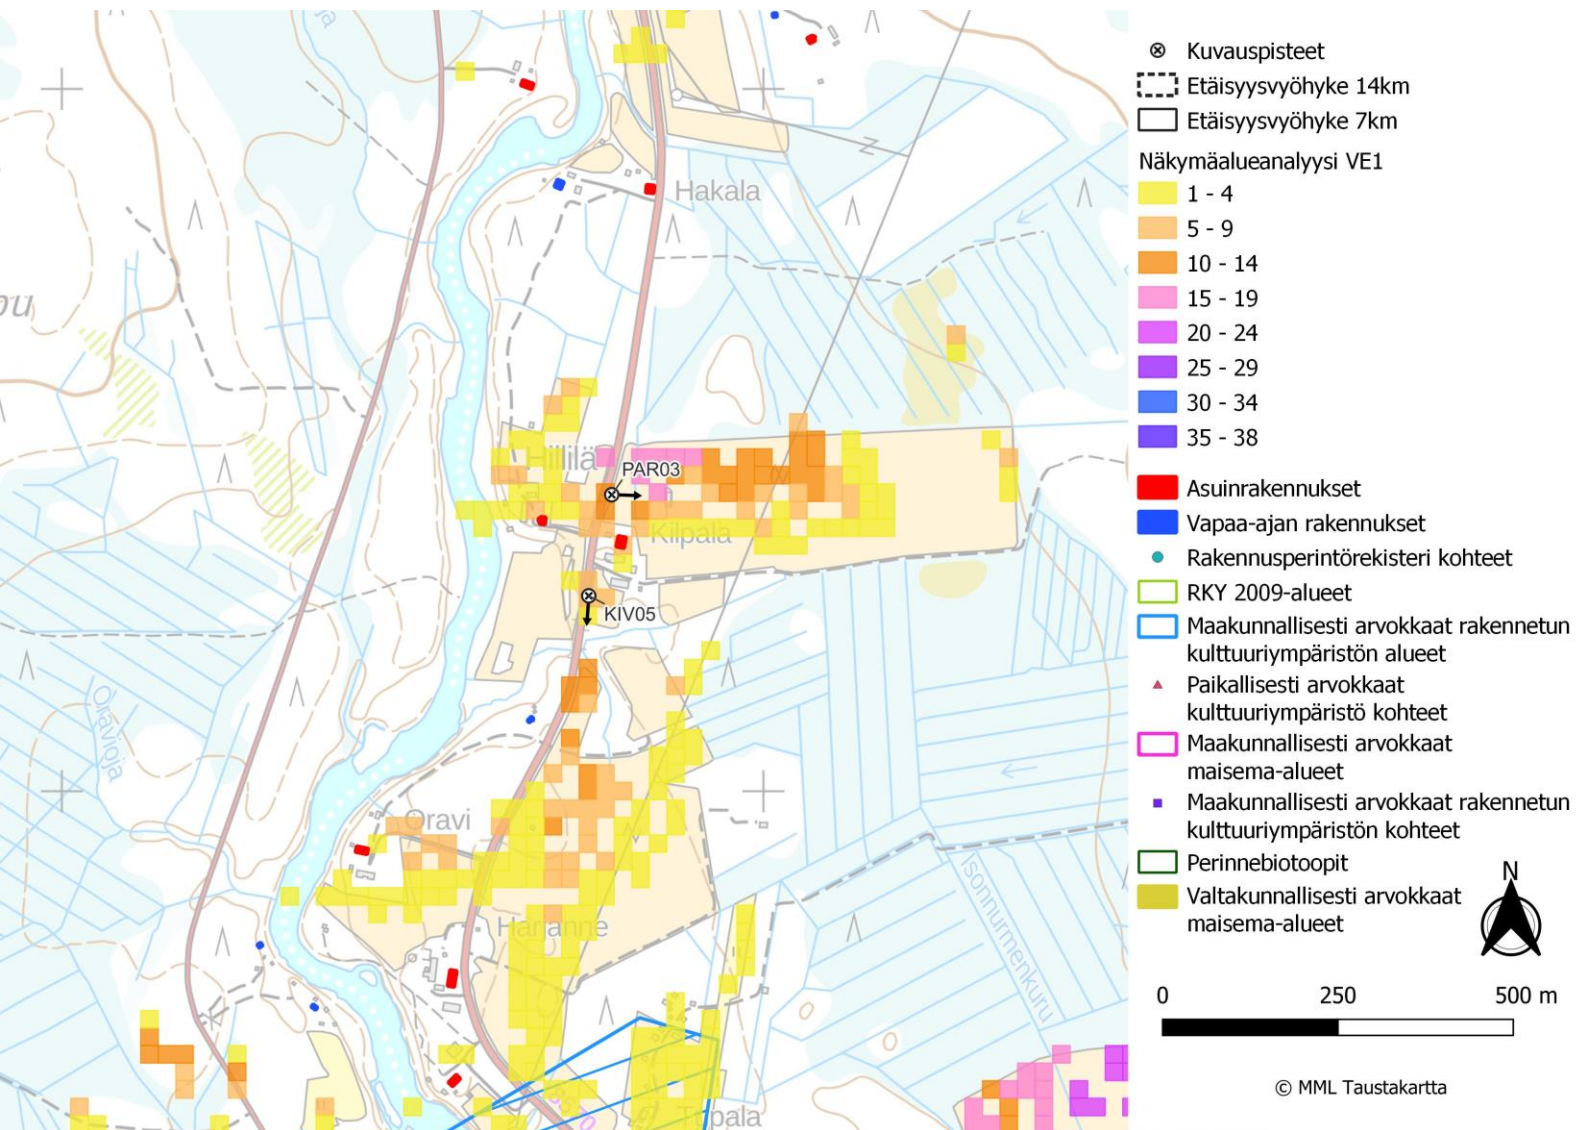 Hakala
Hillilä
PAR03
Kilpala
KIV05
Oravioja
Oravi
Harjanne
Isonnurmenkuru
Kuvauspisteet
Etäisyysvyöhyke 14km
Etäisyysvyöhyke 7km
Näkymäalueanalyysi VE1
1 - 4
5 - 9
10 - 14
15 - 19
20 - 24
25 - 29
30 - 34
35 - 38
Asuinrakennukset
Vapaa-ajan rakennukset
Rakennusperintörekisteri kohteet
RKY 2009-alueet
Maakunnallisesti arvokkaat rakennetun
kulttuuriympäristön alueet
Paikallisesti arvokkaat
kulttuuriympäristö kohteet
Maakunnallisesti arvokkaat
maisema-alueet
Maakunnallisesti arvokkaat rakennetun
kulttuuriympäristön kohteet
Perinnebiotoopit
Valtakunnallisesti arvokkaat
maisema-alueet
N
0 250 500 m
© MML Taustakartta